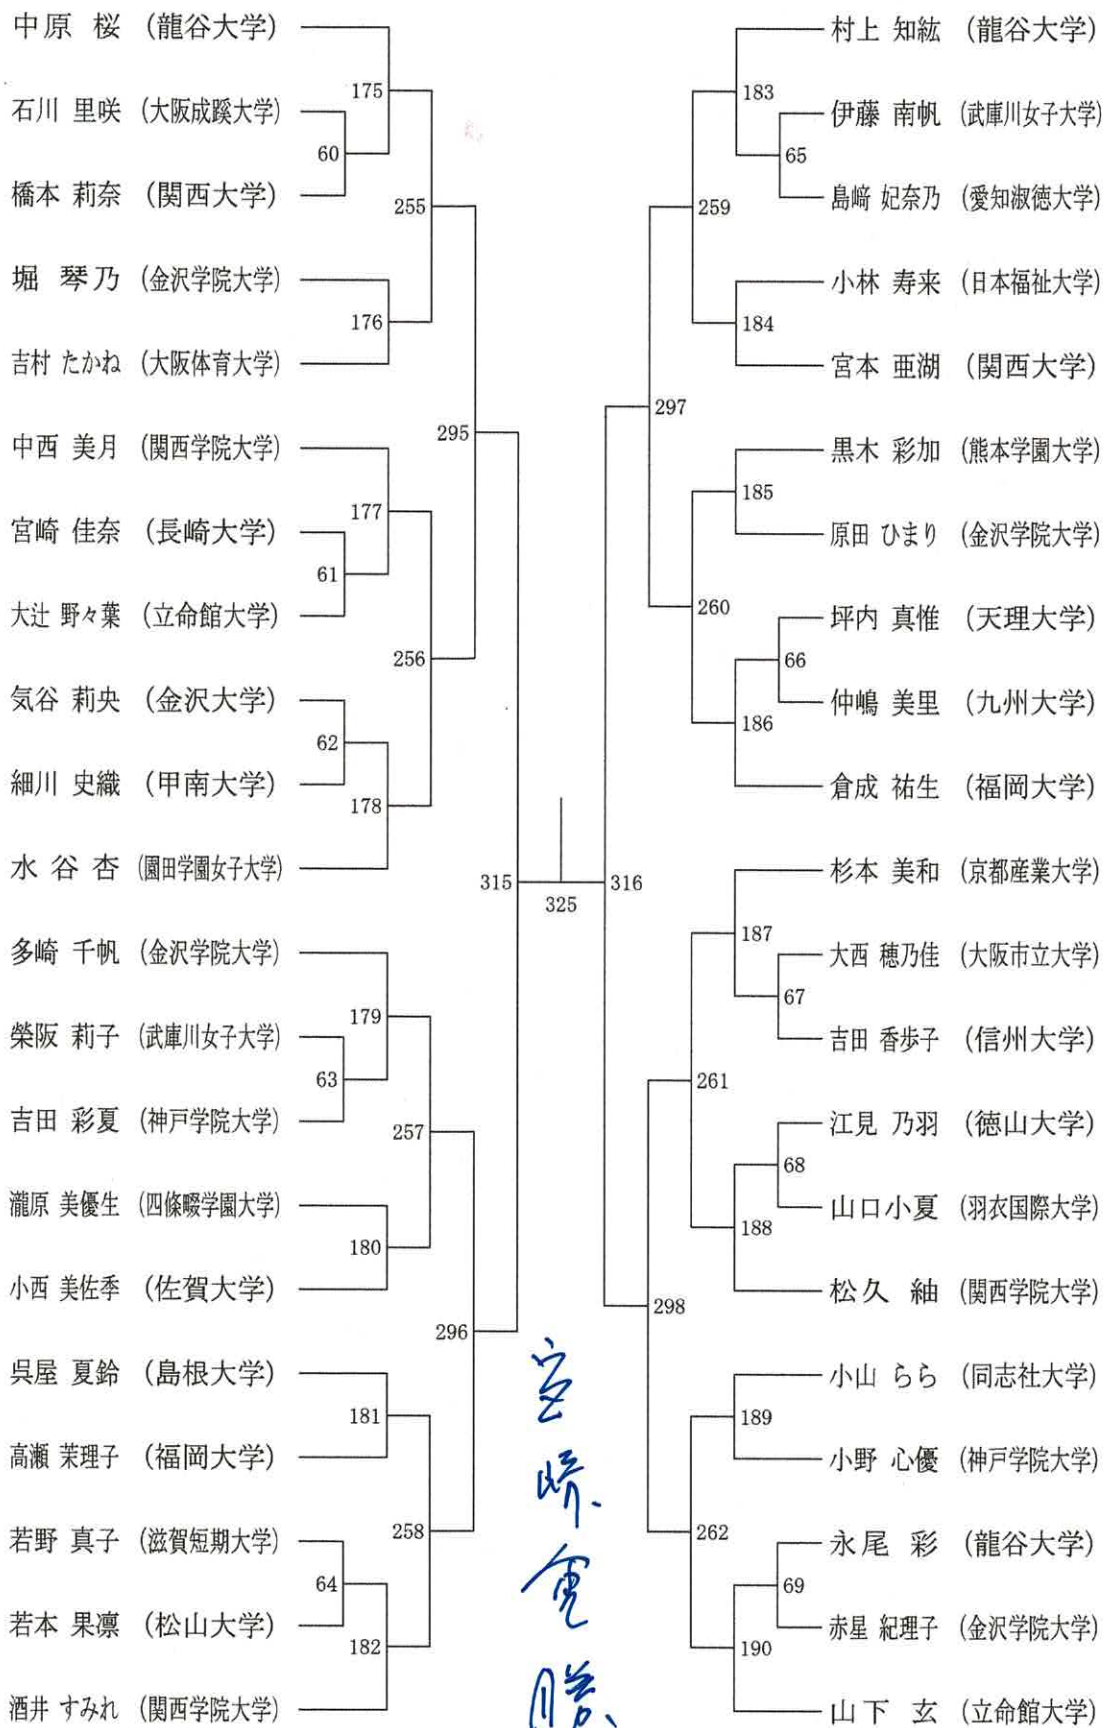 中原 桜 (龍谷大学)
175
石川 里咲 (大阪成蹊大学)
60
橋本 莉奈 (関西大学)
255
堀 琴乃 (金沢学院大学)
176
吉村 たかね (大阪体育大学)
295
中西 美月 (関西学院大学)
177
宮崎 佳奈 (長崎大学)
61
大辻 野々葉 (立命館大学)
256
気谷 莉央 (金沢大学)
62
細川 史織 (甲南大学)
178
水谷 杏 (園田学園女子大学)
315
325
多崎 千帆 (金沢学院大学)
179
榮阪 莉子 (武庫川女子大学)
63
吉田 彩夏 (神戸学院大学)
257
瀧原 美優生 (四條畷学園大学)
180
小西 美佐季 (佐賀大学)
296
呉屋 夏鈴 (島根大学)
181
高瀬 茉理子 (福岡大学)
258
若野 真子 (滋賀短期大学)
64
若本 果凛 (松山大学)
182
酒井 すみれ (関西学院大学)
村上 知紘 (龍谷大学)
183
伊藤 南帆 (武庫川女子大学)
65
島﨑 妃奈乃 (愛知淑徳大学)
259
小林 寿来 (日本福祉大学)
184
宮本 亜湖 (関西大学)
297
黒木 彩加 (熊本学園大学)
185
原田 ひまり (金沢学院大学)
260
坪内 真惟 (天理大学)
66
仲嶋 美里 (九州大学)
186
倉成 祐生 (福岡大学)
杉本 美和 (京都産業大学)
316
187
大西 穂乃佳 (大阪市立大学)
67
吉田 香歩子 (信州大学)
261
江見 乃羽 (徳山大学)
68
山口小夏 (羽衣国際大学)
188
松久 紬 (関西学院大学)
298
小山 らら (同志社大学)
189
小野 心優 (神戸学院大学)
262
永尾 彩 (龍谷大学)
69
赤星 紀理子 (金沢学院大学)
190
山下 玄 (立命館大学)